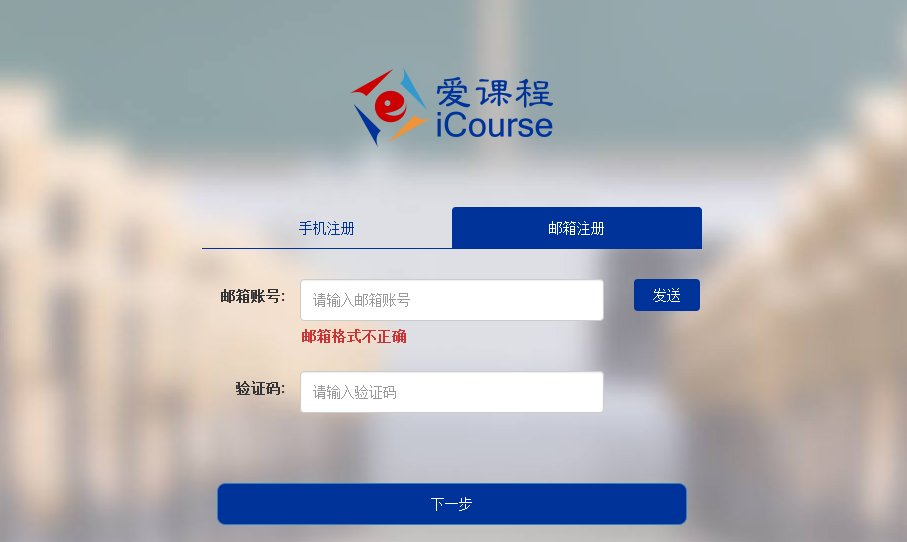 爱课程
iCourse
手机注册
邮箱注册
邮箱账号:
请输入邮箱账号
发送
邮箱格式不正确
验证码:
请输入验证码
下一步